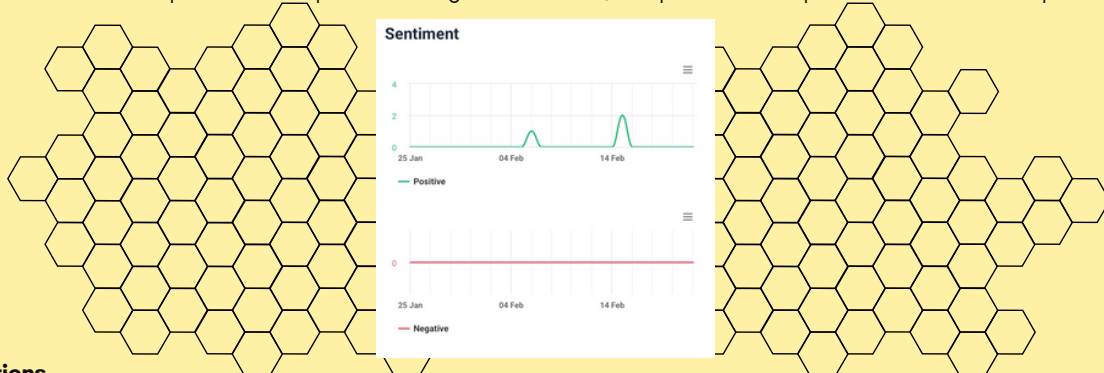 Sentiment
4
2
0
25 Jan 04 Feb 14 Feb
Positive
0
25 Jan 04 Feb 14 Feb
Negative